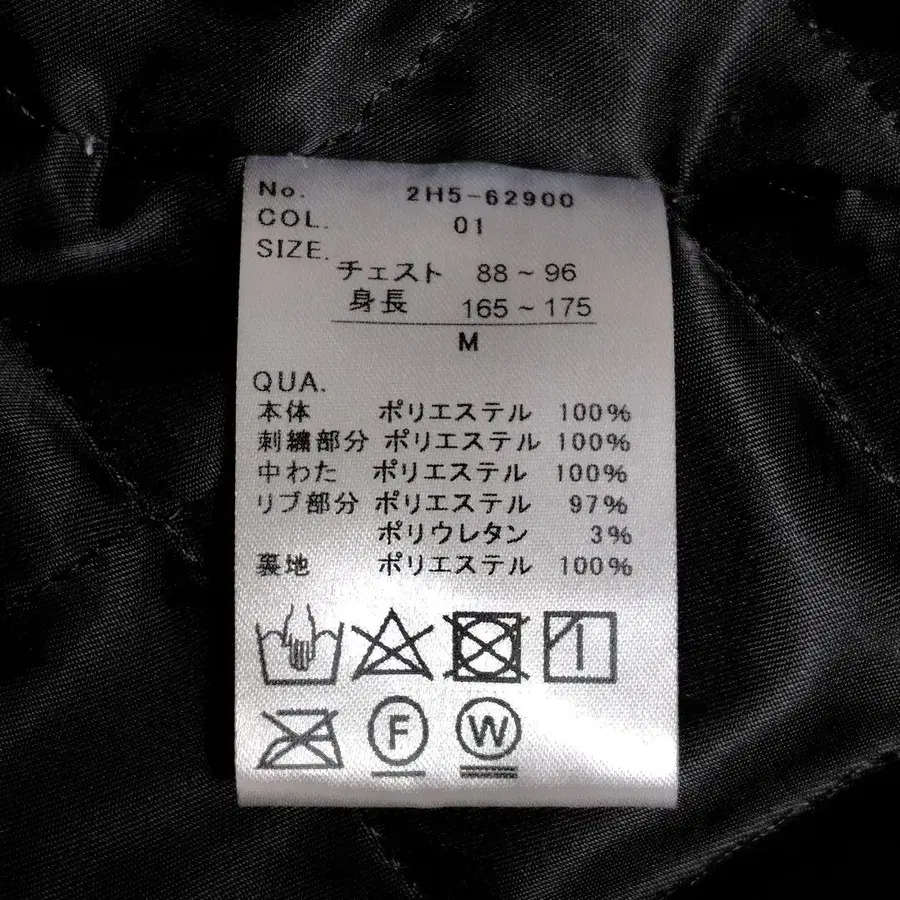 No. 2H5-62900
COL. 01
SIZE.
チェスト 88～96
身長 165～175
M
QUA.
本体 ポリエステル 100%
刺繍部分 ポリエステル 100%
中わた ポリエステル 100%
リブ部分 ポリエステル 97%
ポリウレタン 3%
裏地 ポリエステル 100%
F W